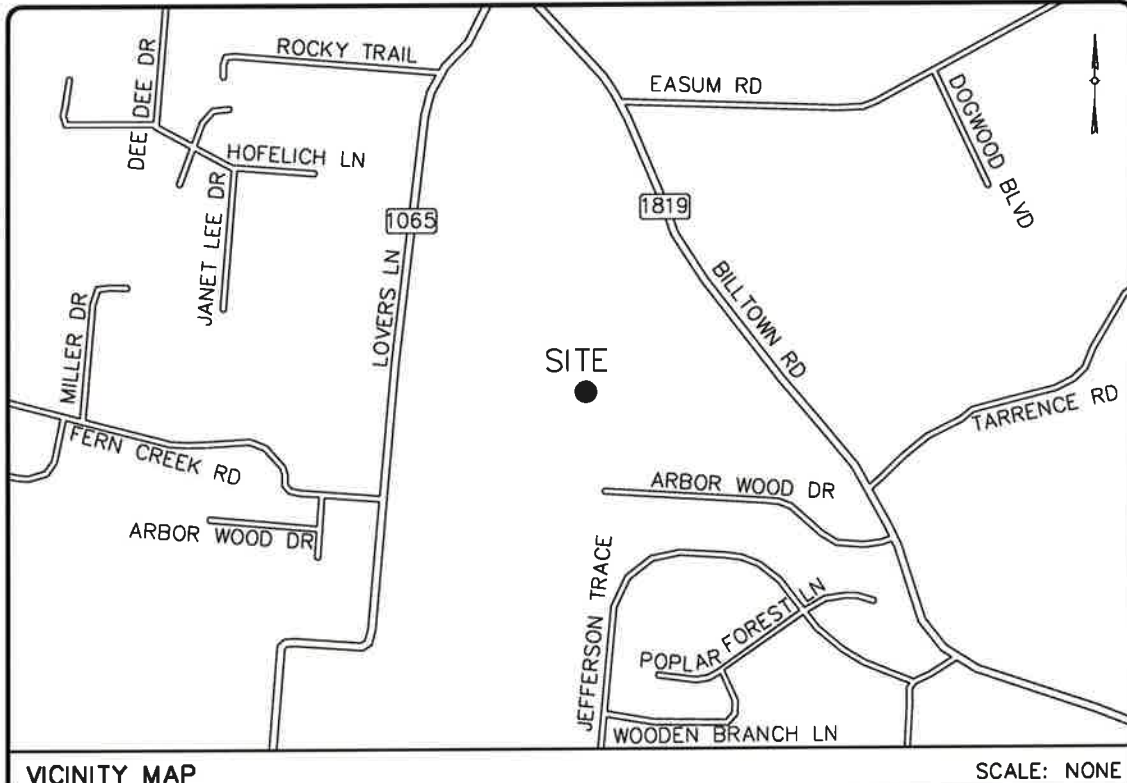 ROCKY TRAIL
DEE DEE DR
EASUM RD
DOGWOOD BLVD
HOFELICH LN
JANET LEE DR
1065
1819
LOVERS LN
BILLTOWN RD
MILLER DR
SITE
TARRENCE RD
FERN CREEK RD
ARBOR WOOD DR
ARBOR WOOD DR
JEFFERSON TRACE
POPLAR FOREST LN
WOODEN BRANCH LN
VICINITY MAP
SCALE: NONE